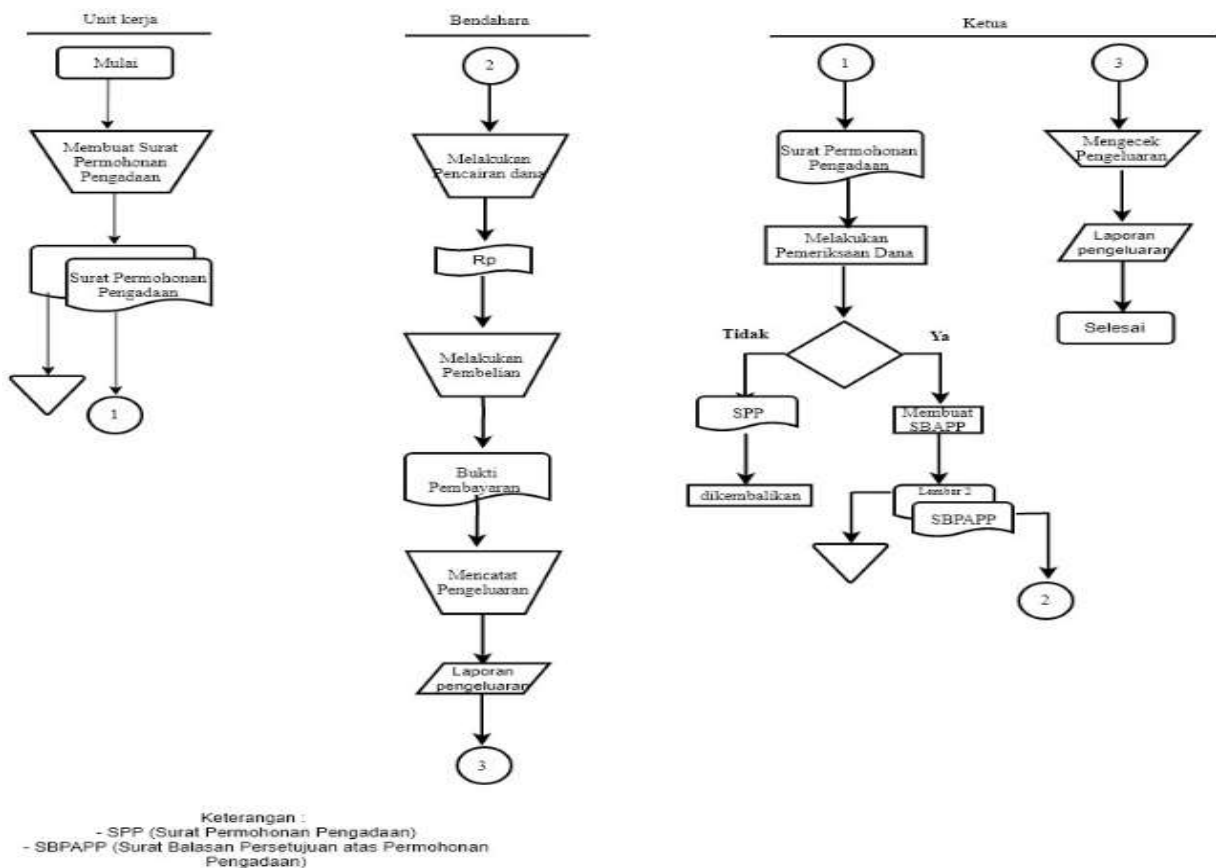 Unit kerja
Mulai
Membuat Surat
Permohonan
Pengadaan
Surat Permohonan
Pengadaan
1
Bendahara
2
Melakukan
Pencairan dana
Rp
Melakukan
Pembelian
Bukti
Pembayaran
Mencatat
Pengeluaran
Laporan
pengeluaran
3
Ketua
1
Surat Permohonan
Pengadaan
Melakukan
Pemeriksaan Dana
Tidak
Ya
SPP
dikembalikan
Membuat
SBAPP
Lembar 2
SBPAPP
2
3
Mengecek
Pengeluaran
Laporan
pengeluaran
Selesai
Keterangan :
- SPP (Surat Permohonan Pengadaan)
- SBPAPP (Surat Balasan Persetujuan atas Permohonan
Pengadaan)